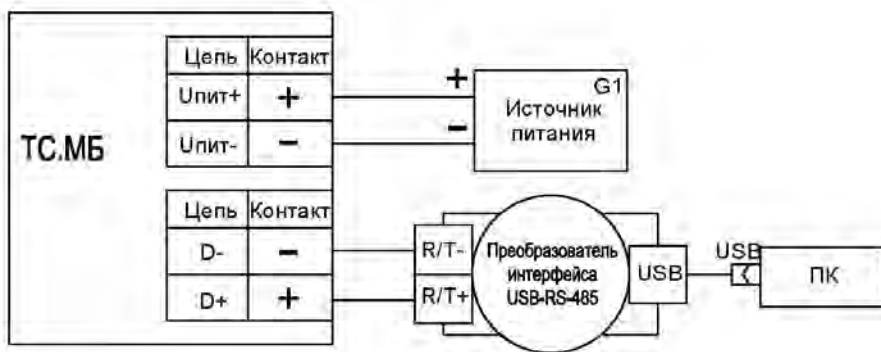 ТС.МБ
Цепь Контакт
Uпит+ +
Uпит- -
Цепь Контакт
D- -
D+ +
+
-
G1
Источник
питания
R/T-
R/T+
Преобразователь
интерфейса
USB-RS-485
USB
USB
ПК